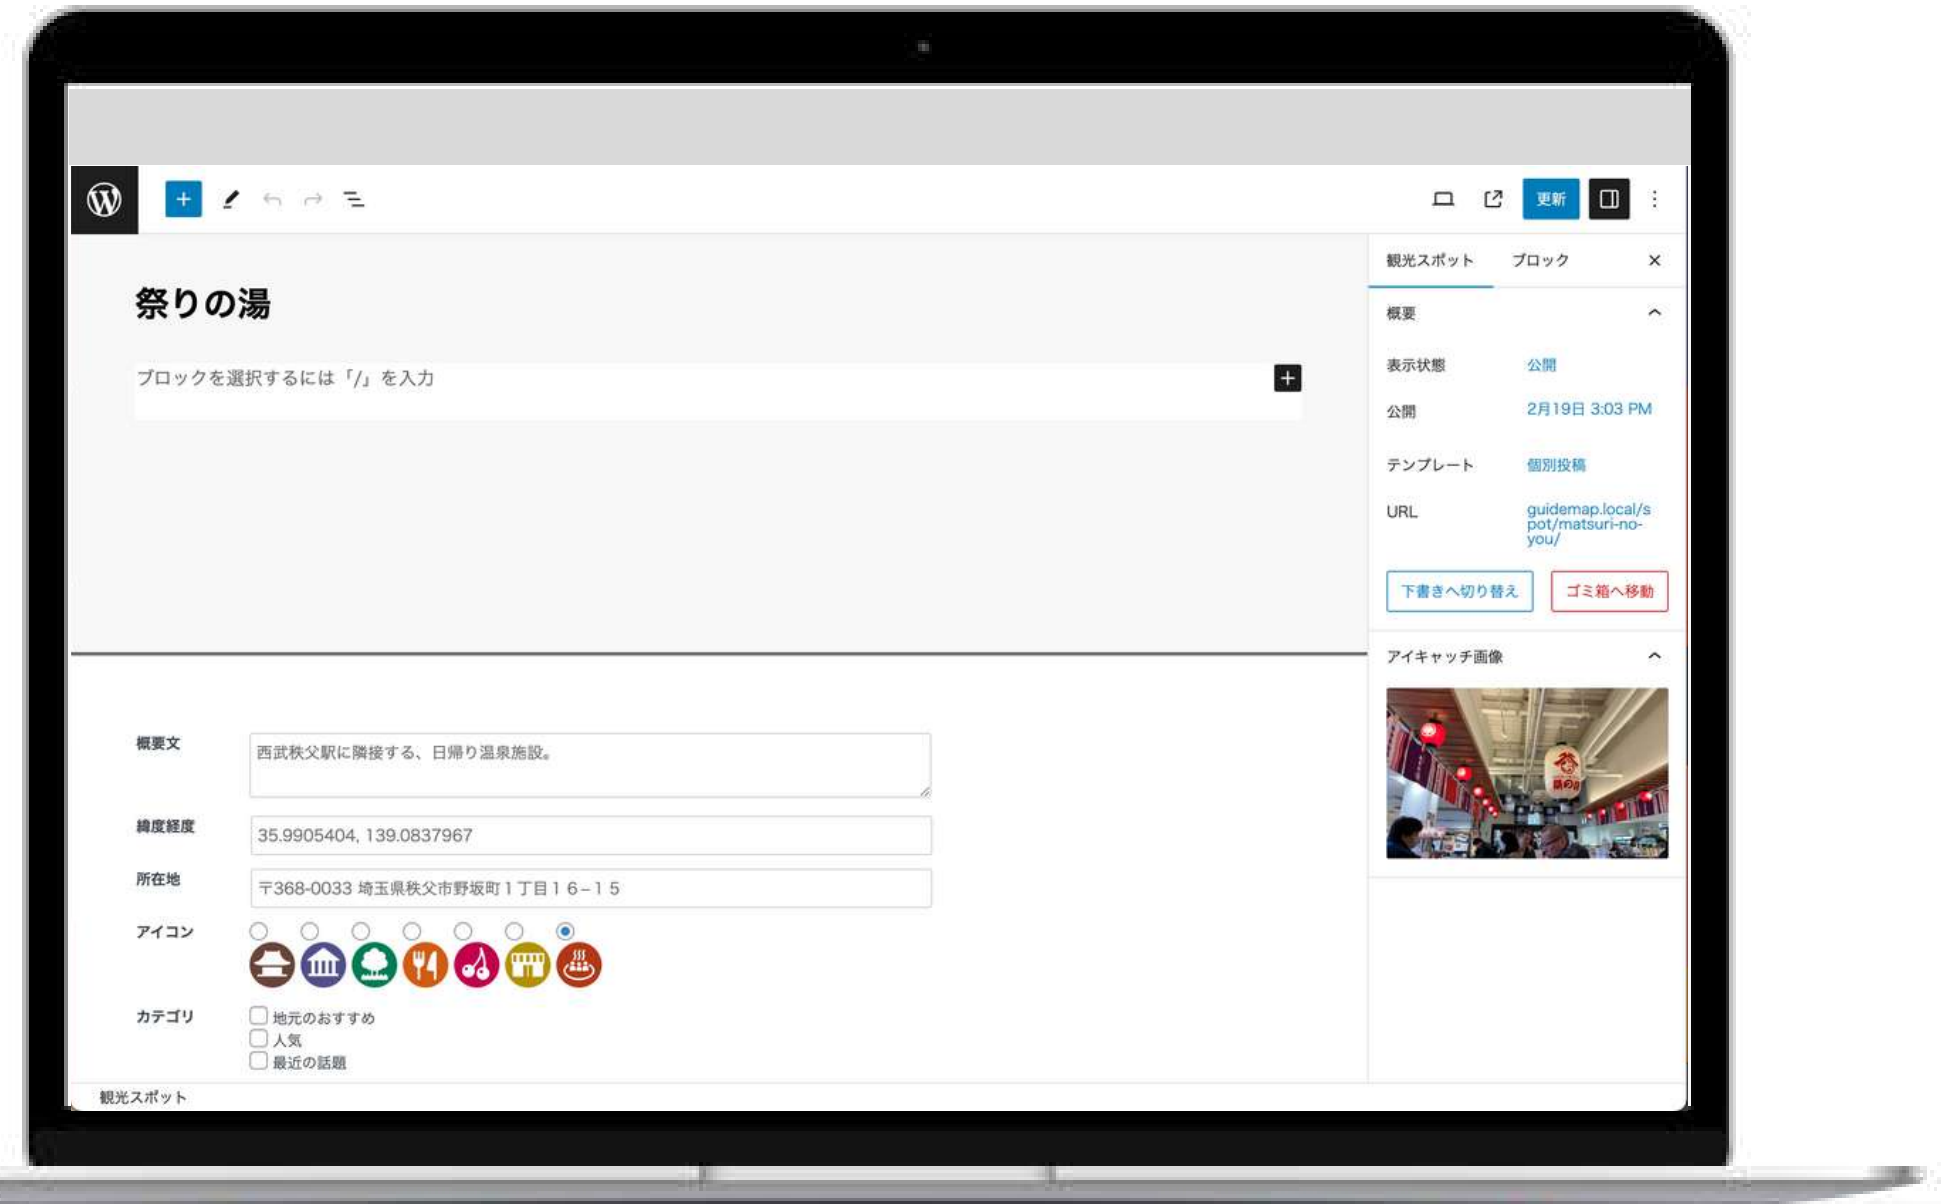 更新
観光スポット ブロック
祭りの湯
ブロックを選択するには「/」を入力
概要
表示状態 公開
公開 2月19日 3:03 PM
テンプレート 個別投稿
URL guidemap.local/s
pot/matsuri-no-
you/
下書きへ切り替え ゴミ箱へ移動
アイキャッチ画像
概要文 西武秩父駅に隣接する、日帰り温泉施設。
緯度経度 35.9905404, 139.0837967
所在地 〒368-0033 埼玉県秩父市野坂町1丁目16−15
アイコン
カテゴリ 地元のおすすめ
人気
最近の話題
観光スポット